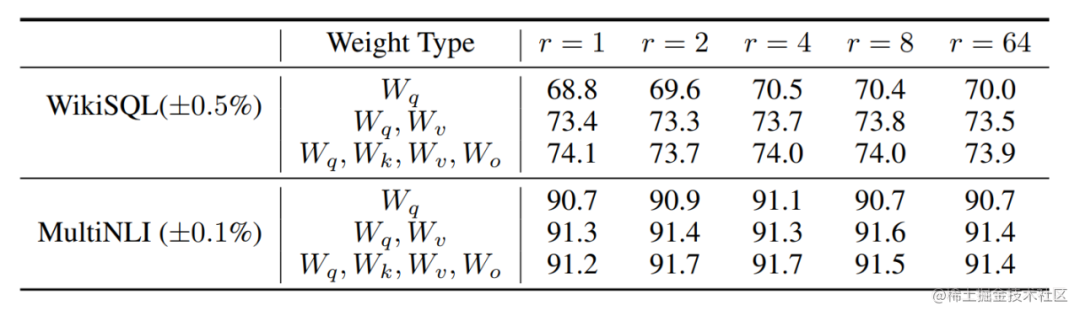 Weight Type r = 1 r = 2 r = 4 r = 8 r = 64
W_q 68.8 69.6 70.5 70.4 70.0
WikiSQL(±0.5%) W_q, W_v 73.4 73.3 73.7 73.8 73.5
W_q, W_k, W_v, W_o 74.1 73.7 74.0 74.0 73.9
W_q 90.7 90.9 91.1 90.7 90.7
MultiNLI (±0.1%) W_q, W_v 91.3 91.4 91.3 91.6 91.4
W_q, W_k, W_v, W_o 91.2 91.7 91.7 91.5 91.4
@稀土掘金技术社区